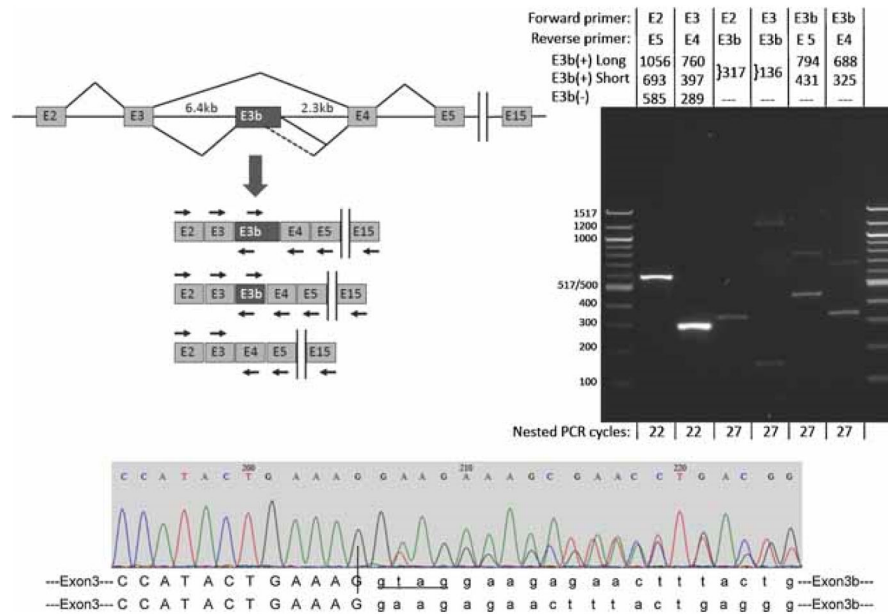 Forward primer: E2 E3 E2 E3 E3b E3b
Reverse primer: E5 E4 E3b E3b E 5 E4
E3b(+) Long 1056 760 }317 }136 794 688
E3b(+) Short 693 397 431 325
E3b(-) 585 289 --- --- --- ---
6.4kb 2.3kb
E2 E3 E3b E4 E5 E15
E2 E3 E3b E4 E5 E15
E2 E3 E3b E4 E5 E15
E2 E3 E4 E5 E15
1517
1200
1000
517/500
400
300
200
100
Nested PCR cycles: 22 22 27 27 27 27
200 210 220
C C A T A C T G A A A G G A A G A A A G C G A A C C T G A C G G
---Exon3---C C A T A C T G A A A G g t a g g a a g a g a a c t t t a c t g---Exon3b---
---Exon3---C C A T A C T G A A A G g a a g a g a a c t t t a c t g a g g g---Exon3b---